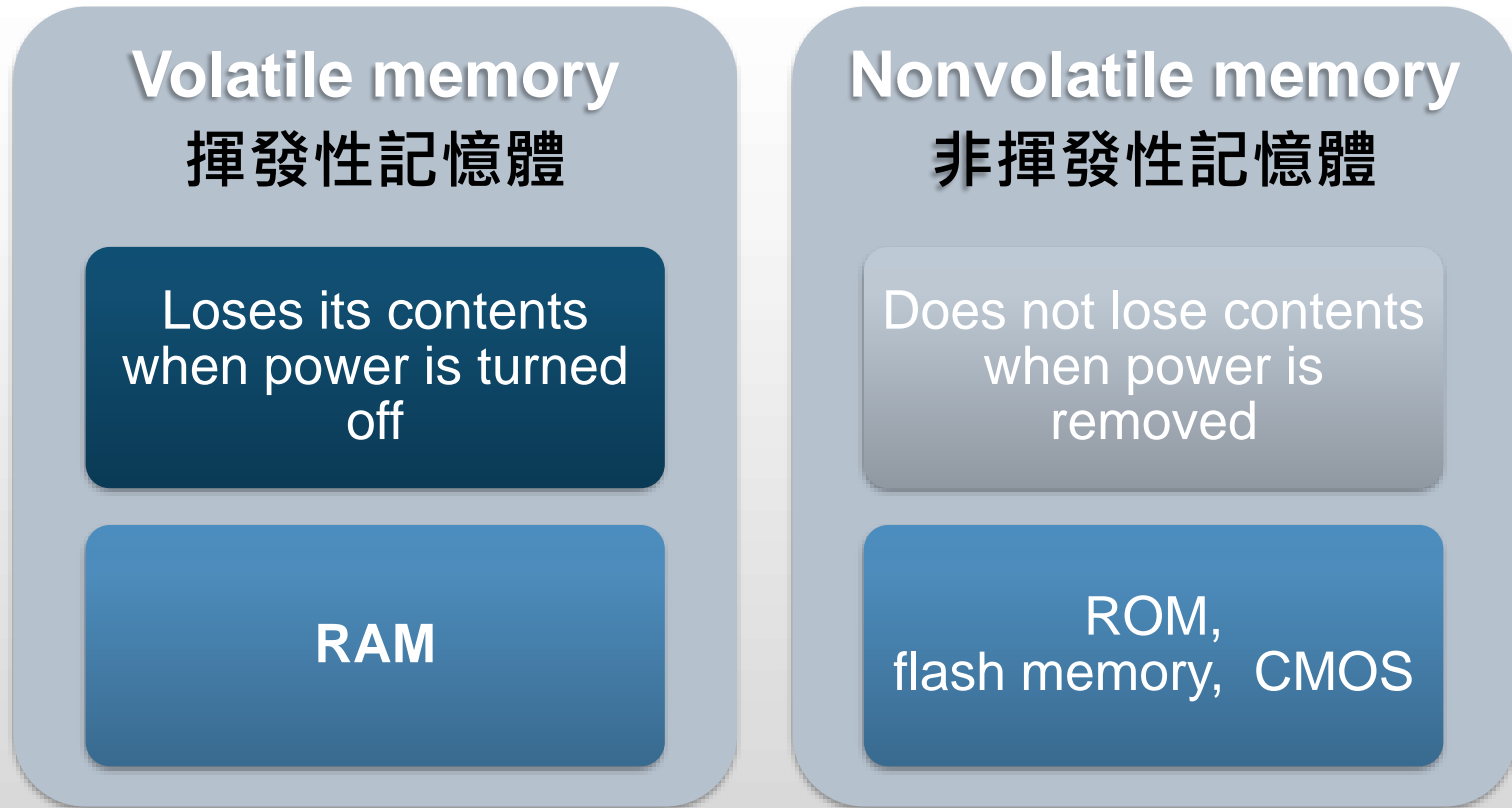 Volatile memory
揮發性記憶體
Loses its contents
when power is turned
off
RAM
Nonvolatile memory
非揮發性記憶體
Does not lose contents
when power is
removed
ROM,
flash memory, CMOS